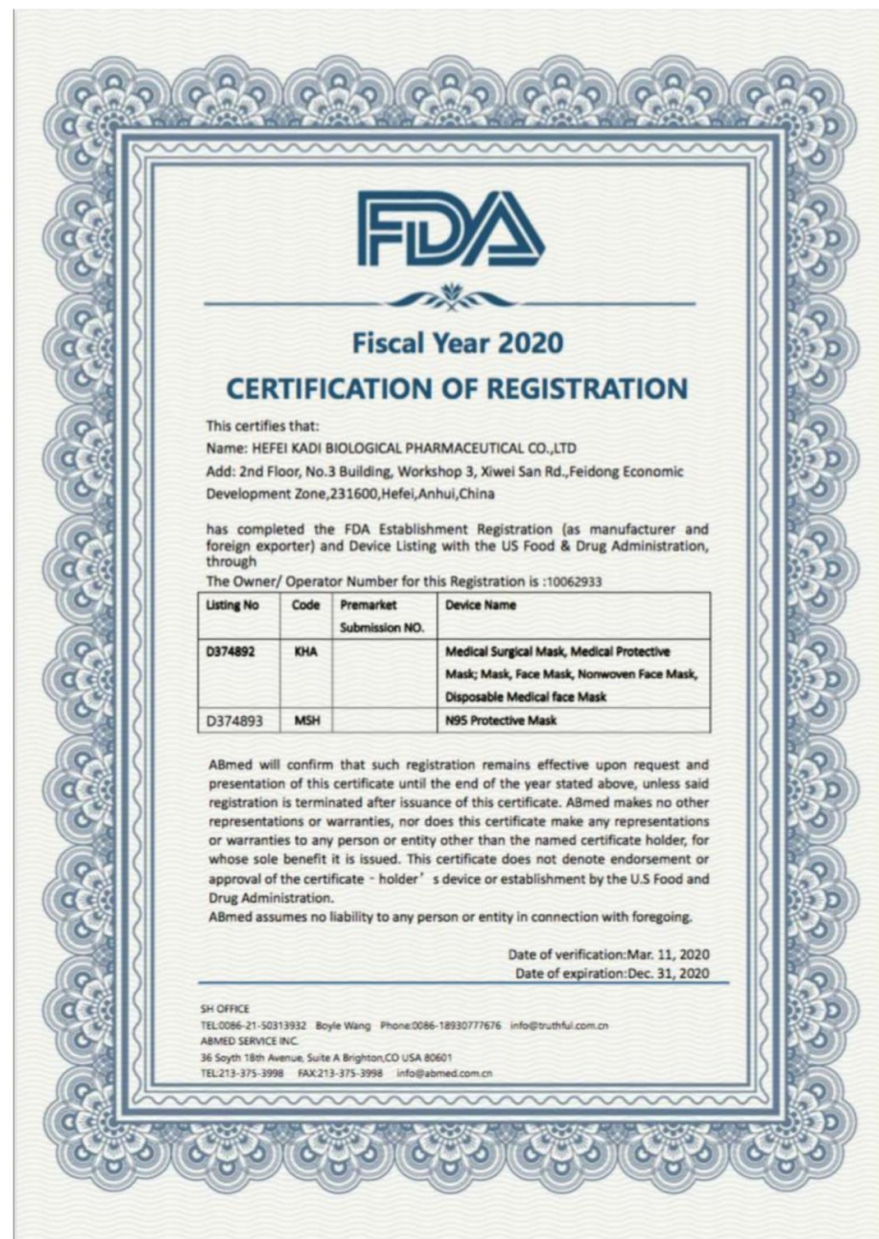 FDA
Fiscal Year 2020
CERTIFICATION OF REGISTRATION
This certifies that:
Name: HEFEI KADI BIOLOGICAL PHARMACEUTICAL CO.,LTD
Add: 2nd Floor, No.3 Building, Workshop 3, Xiwei San Rd.,Feidong Economic
Development Zone,231600,Hefei,Anhui,China
has completed the FDA Establishment Registration (as manufacturer and
foreign exporter) and Device Listing with the US Food & Drug Administration,
through
The Owner/ Operator Number for this Registration is :10062933
Listing No Code Premarket Submission NO. Device Name
D374892 KHA Medical Surgical Mask, Medical Protective
Mask; Mask, Face Mask, Nonwoven Face Mask,
Disposable Medical face Mask
D374893 MSH N95 Protective Mask
ABmed will confirm that such registration remains effective upon request and
presentation of this certificate until the end of the year stated above, unless said
registration is terminated after issuance of this certificate. ABmed makes no other
representations or warranties, nor does this certificate make any representations
or warranties to any person or entity other than the named certificate holder, for
whose sole benefit it is issued. This certificate does not denote endorsement or
approval of the certificate - holder' s device or establishment by the U.S Food and
Drug Administration.
ABmed assumes no liability to any person or entity in connection with foregoing.
Date of verification:Mar. 11, 2020
Date of expiration:Dec. 31, 2020
SH OFFICE
TEL:0086-21-50313932 Boyle Wang Phone:0086-18930777676 info@truthful.com.cn
ABMED SERVICE INC.
36 Soyth 18th Avenue, Suite A Brighton,CO USA 80601
TEL:213-375-3998 FAX:213-375-3998 info@abmed.com.cn